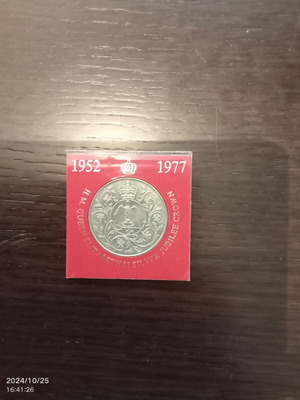 1952 1977
H.M. QUEEN ELIZABETH II SILVER JUBILEE CROWN
2024/10/25
16:41:26